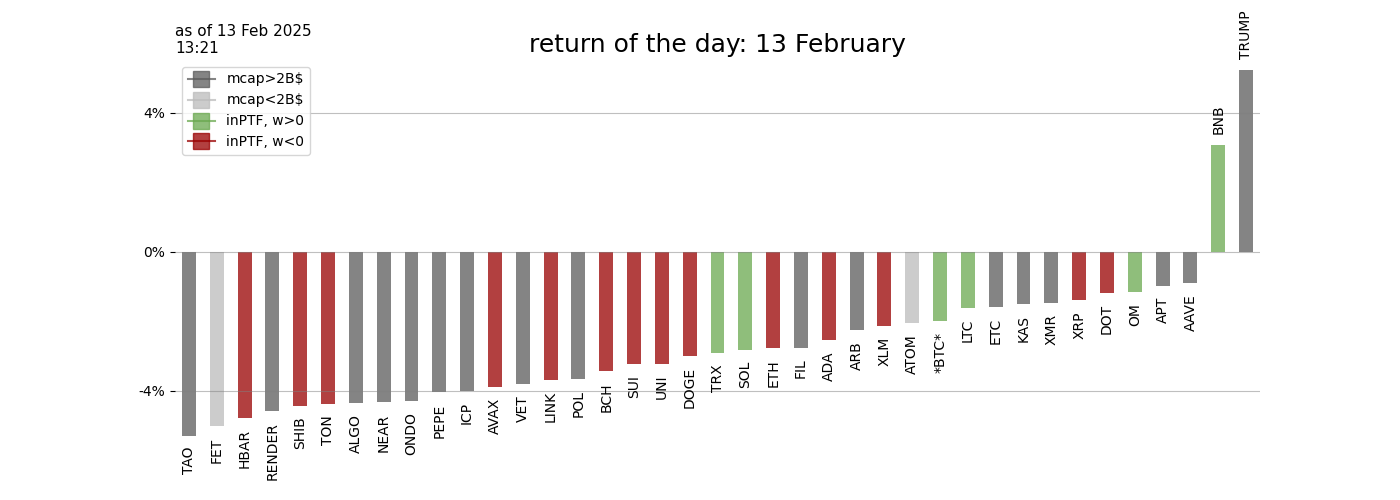 as of 13 Feb 2025
13:21
return of the day: 13 February
mcap>2B$
mcap<2B$
inPTF, w>0
inPTF, w<0
4%
0%
-4%
TAO
FET
HBAR
RENDER
SHIB
TON
ALGO
NEAR
ONDO
PEPE
ICP
AVAX
VET
LINK
POL
BCH
SUI
UNI
DOGE
TRX
SOL
ETH
FIL
ADA
ARB
XLM
ATOM
*BTC*
LTC
ETC
KAS
XMR
XRP
DOT
OM
APT
AAVE
BNB
TRUMP